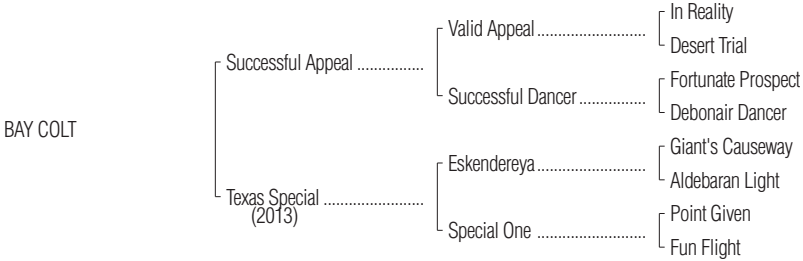 In Reality
Valid Appeal
Desert Trial
Successful Appeal
Fortunate Prospect
Successful Dancer
Debonair Dancer
BAY COLT
Giant's Causeway
Eskendereya
Aldebaran Light
Texas Special
(2013)
Point Given
Special One
Fun Flight